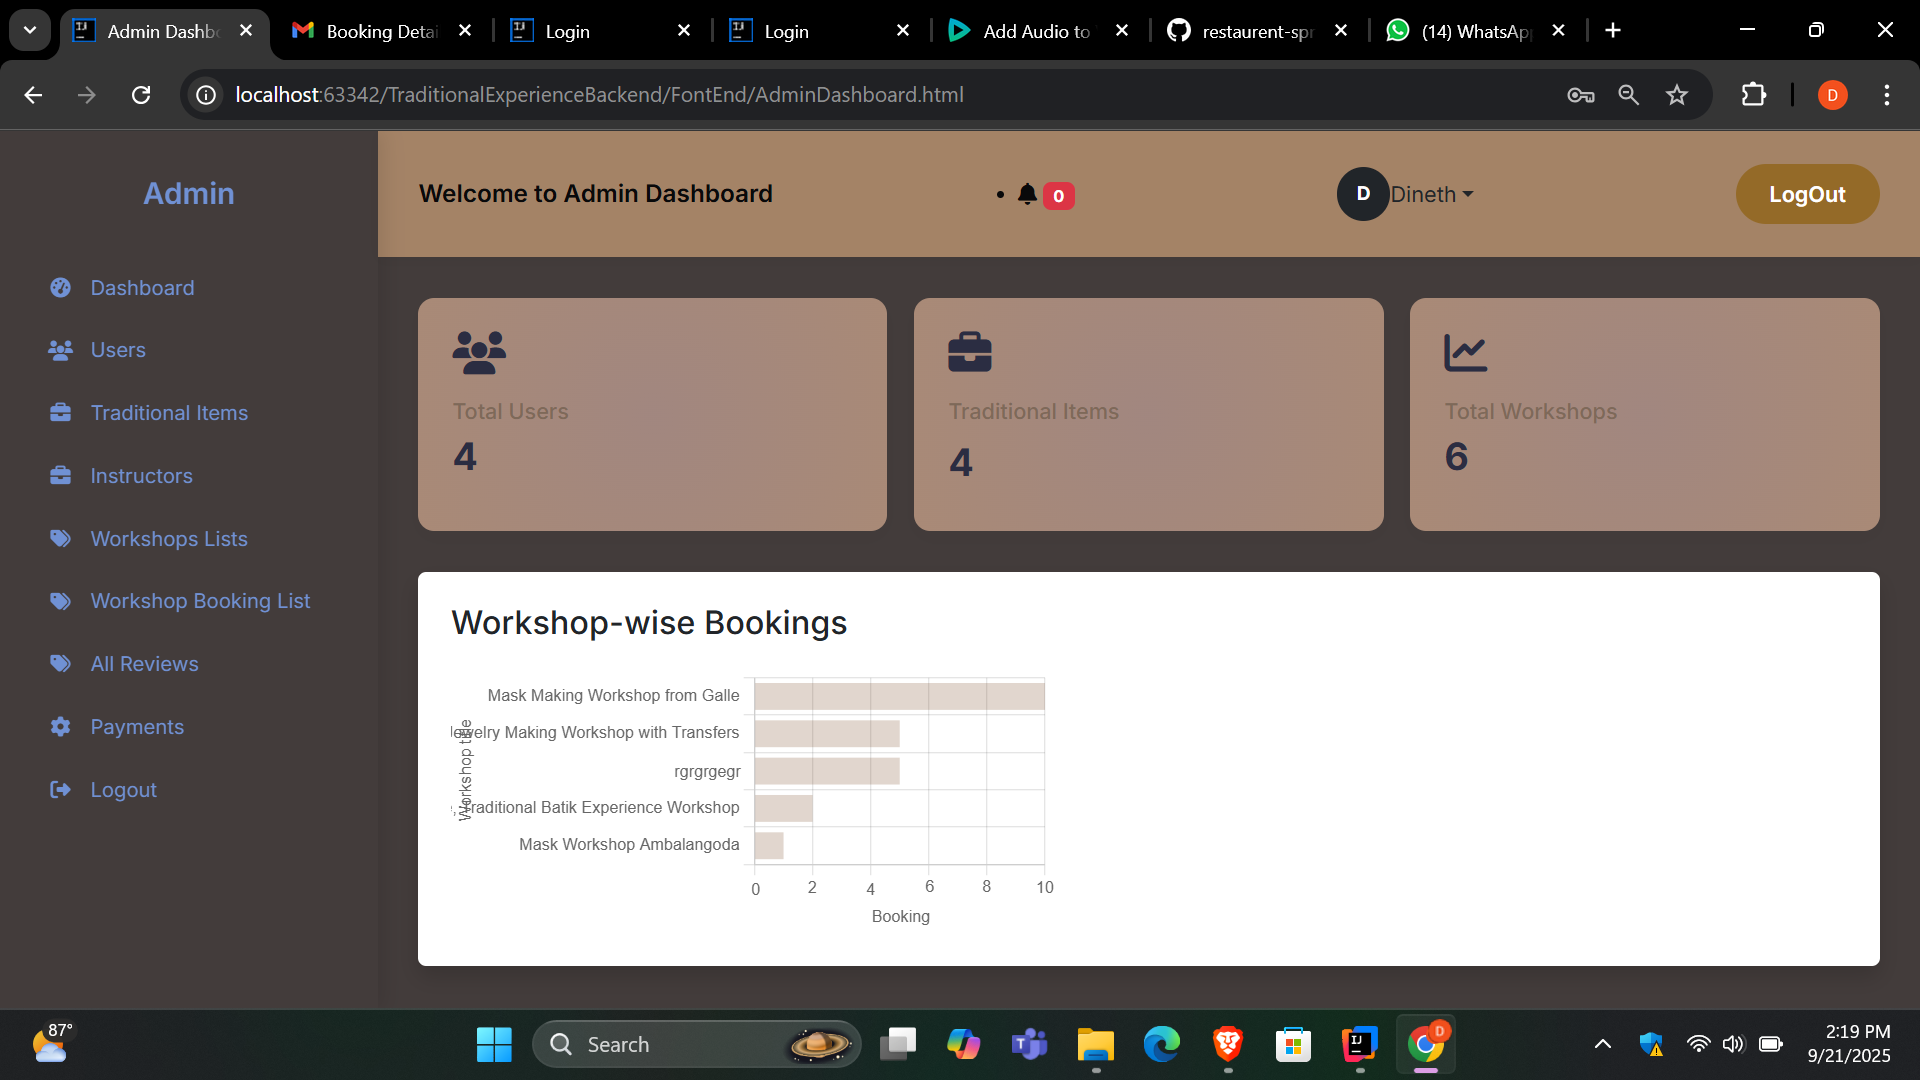 Admin Dashb
Booking Detai
Login
Login
Add Audio to
restaurent-spr
(14) WhatsApp
localhost:63342/TraditionalExperienceBackend/FontEnd/AdminDashboard.html
D
Admin
Dashboard
Users
Traditional Items
Instructors
Workshops Lists
Workshop Booking List
All Reviews
Payments
Logout
Welcome to Admin Dashboard
0
D
Dineth
LogOut
Total Users
4
Traditional Items
4
Total Workshops
6
Workshop-wise Bookings
Workshop title
Mask Making Workshop from Galle
Jewelry Making Workshop with Transfers
rgrgrgegr
Traditional Batik Experience Workshop
Mask Workshop Ambalangoda
0 2 4 6 8 10
Booking
87°
Search
D
2:19 PM
9/21/2025